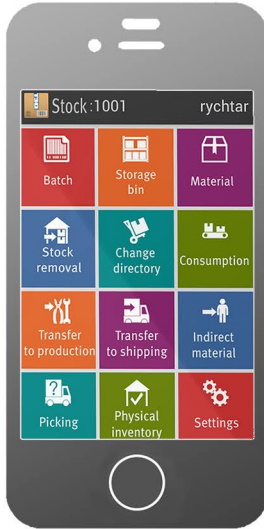 Stock:1001 rychtar
Batch
Storage
bin
Material
Stock
removal
Change
directory
Consumption
Transfer
to production
Transfer
to shipping
Indirect
material
Picking
Physical
inventory
Settings